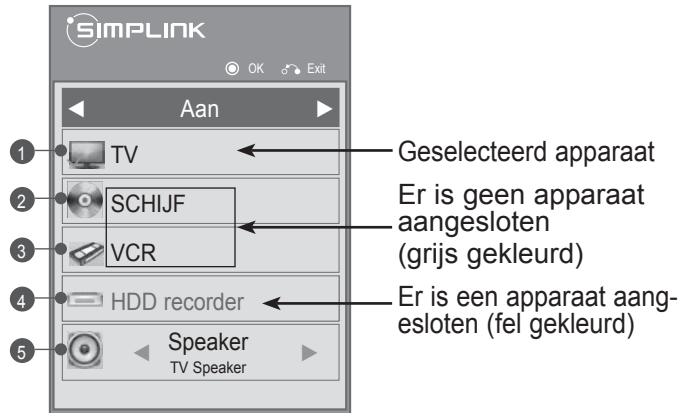 SIMPLINK
OK Exit
Aan
1 TV
2 SCHIJF
3 VCR
4 HDD recorder
5 Speaker
TV Speaker
Geselecteerd apparaat
Er is geen apparaat
aangesloten
(grijs gekleurd)
Er is een apparaat aang-
esloten (fel gekleurd)